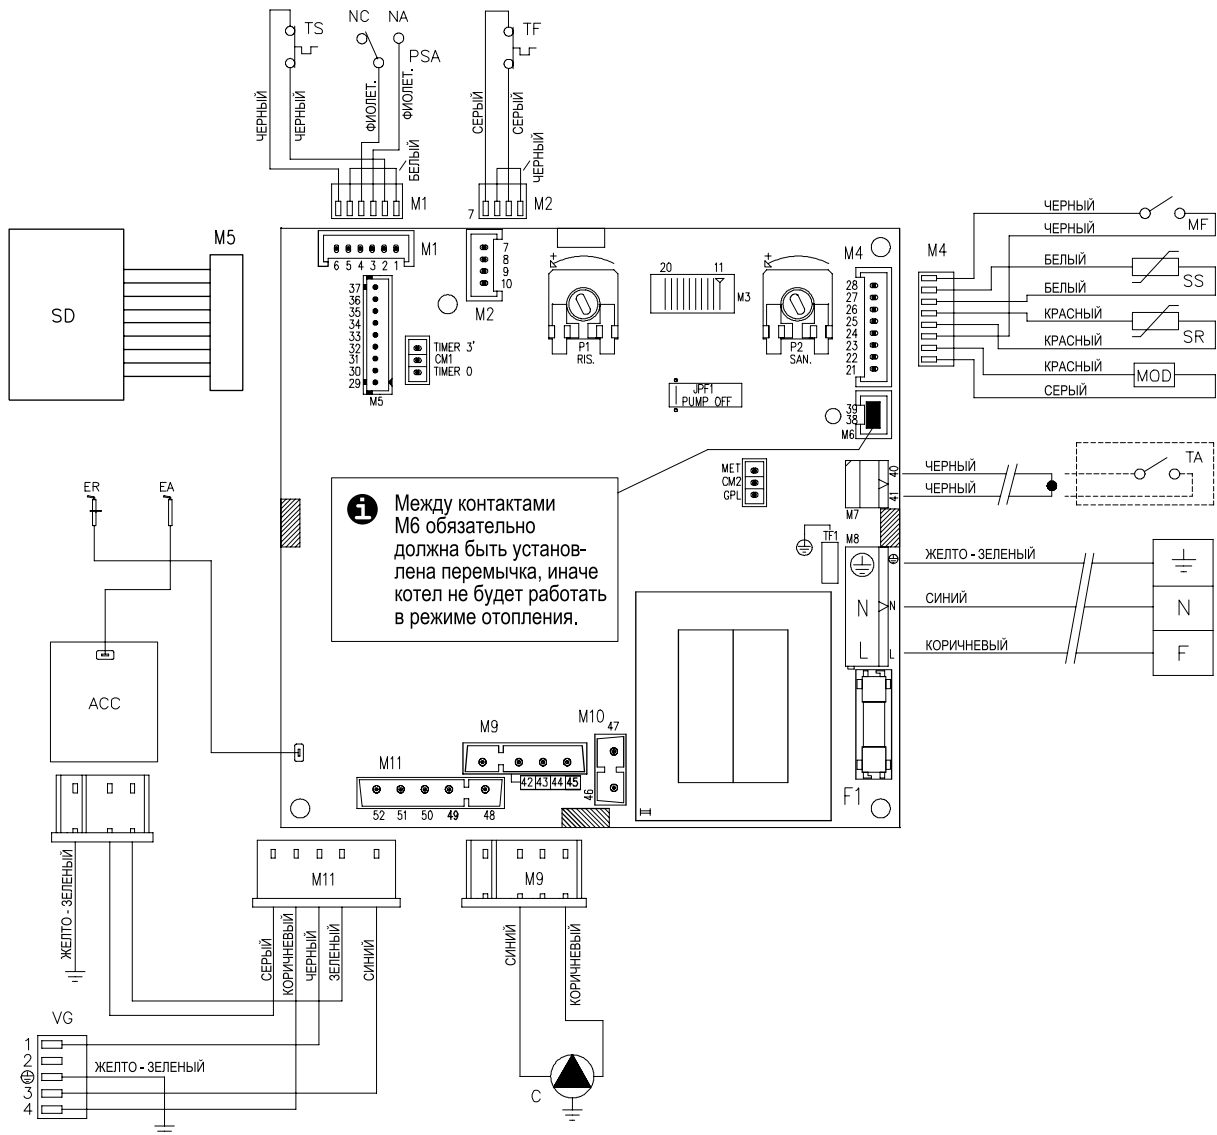 TS
NC
NA
PSA
TF
ЧЕРНЫЙ
ЧЕРНЫЙ
ФИОЛЕТ.
ФИОЛЕТ.
БЕЛЫЙ
СЕРЫЙ
СЕРЫЙ
ЧЕРНЫЙ
M1
7
M2
SD
M5
M1
6 5 4 3 2 1
7
8
9
10
M2
37
36
35
34
33
32
31
30
29
M5
TIMER 3'
CM1
TIMER 0
+
P1
RIS.
20
11
M3
+
P2
SAN.
JPF1
PUMP OFF
M4
28
27
26
25
24
23
22
21
39
38
M6
M4
ЧЕРНЫЙ
MF
ЧЕРНЫЙ
БЕЛЫЙ
SS
БЕЛЫЙ
КРАСНЫЙ
SR
КРАСНЫЙ
КРАСНЫЙ
MOD
СЕРЫЙ
MET
CM2
GPL
40
41
M7
ЧЕРНЫЙ
ЧЕРНЫЙ
TA
i
Между контактами
М6 обязательно
должна быть установ-
лена перемычка, иначе
котел не будет работать
в режиме отопления.
TF1
M8
N
L
N
L
ЖЕЛТО - ЗЕЛЕНЫЙ
СИНИЙ
N
КОРИЧНЕВЫЙ
F
F1
ER
EA
ACC
M9
42 43 44 45
M10
47
46
M11
52 51 50 49 48
ЖЕЛТО - ЗЕЛЕНЫЙ
M11
СЕРЫЙ
КОРИЧНЕВЫЙ
ЧЕРНЫЙ
ЗЕЛЕНЫЙ
СИНИЙ
M9
СИНИЙ
КОРИЧНЕВЫЙ
C
VG
1
2
3
4
ЖЕЛТО - ЗЕЛЕНЫЙ